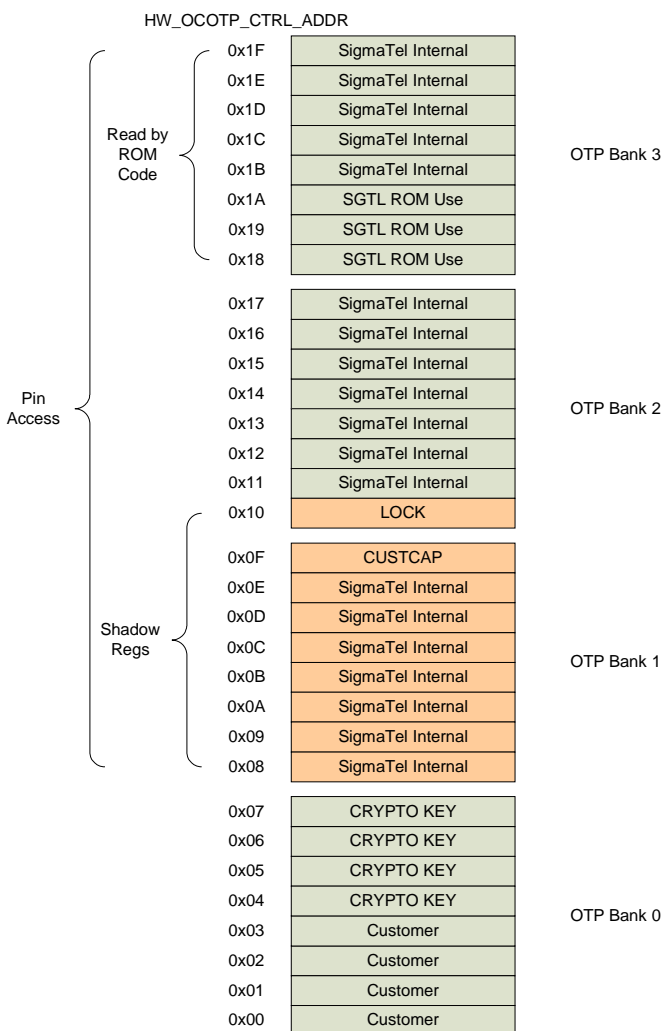 HW_OCOTP_CTRL_ADDR
0x1F SigmaTel Internal
0x1E SigmaTel Internal
0x1D SigmaTel Internal
0x1C SigmaTel Internal
0x1B SigmaTel Internal
0x1A SGTL ROM Use
0x19 SGTL ROM Use
0x18 SGTL ROM Use
Read by
ROM
Code
OTP Bank 3
0x17 SigmaTel Internal
0x16 SigmaTel Internal
0x15 SigmaTel Internal
0x14 SigmaTel Internal
0x13 SigmaTel Internal
0x12 SigmaTel Internal
0x11 SigmaTel Internal
0x10 LOCK
Pin
Access
OTP Bank 2
0x0F CUSTCAP
0x0E SigmaTel Internal
0x0D SigmaTel Internal
0x0C SigmaTel Internal
0x0B SigmaTel Internal
0x0A SigmaTel Internal
0x09 SigmaTel Internal
0x08 SigmaTel Internal
Shadow
Regs
OTP Bank 1
0x07 CRYPTO KEY
0x06 CRYPTO KEY
0x05 CRYPTO KEY
0x04 CRYPTO KEY
0x03 Customer
0x02 Customer
0x01 Customer
0x00 Customer
OTP Bank 0